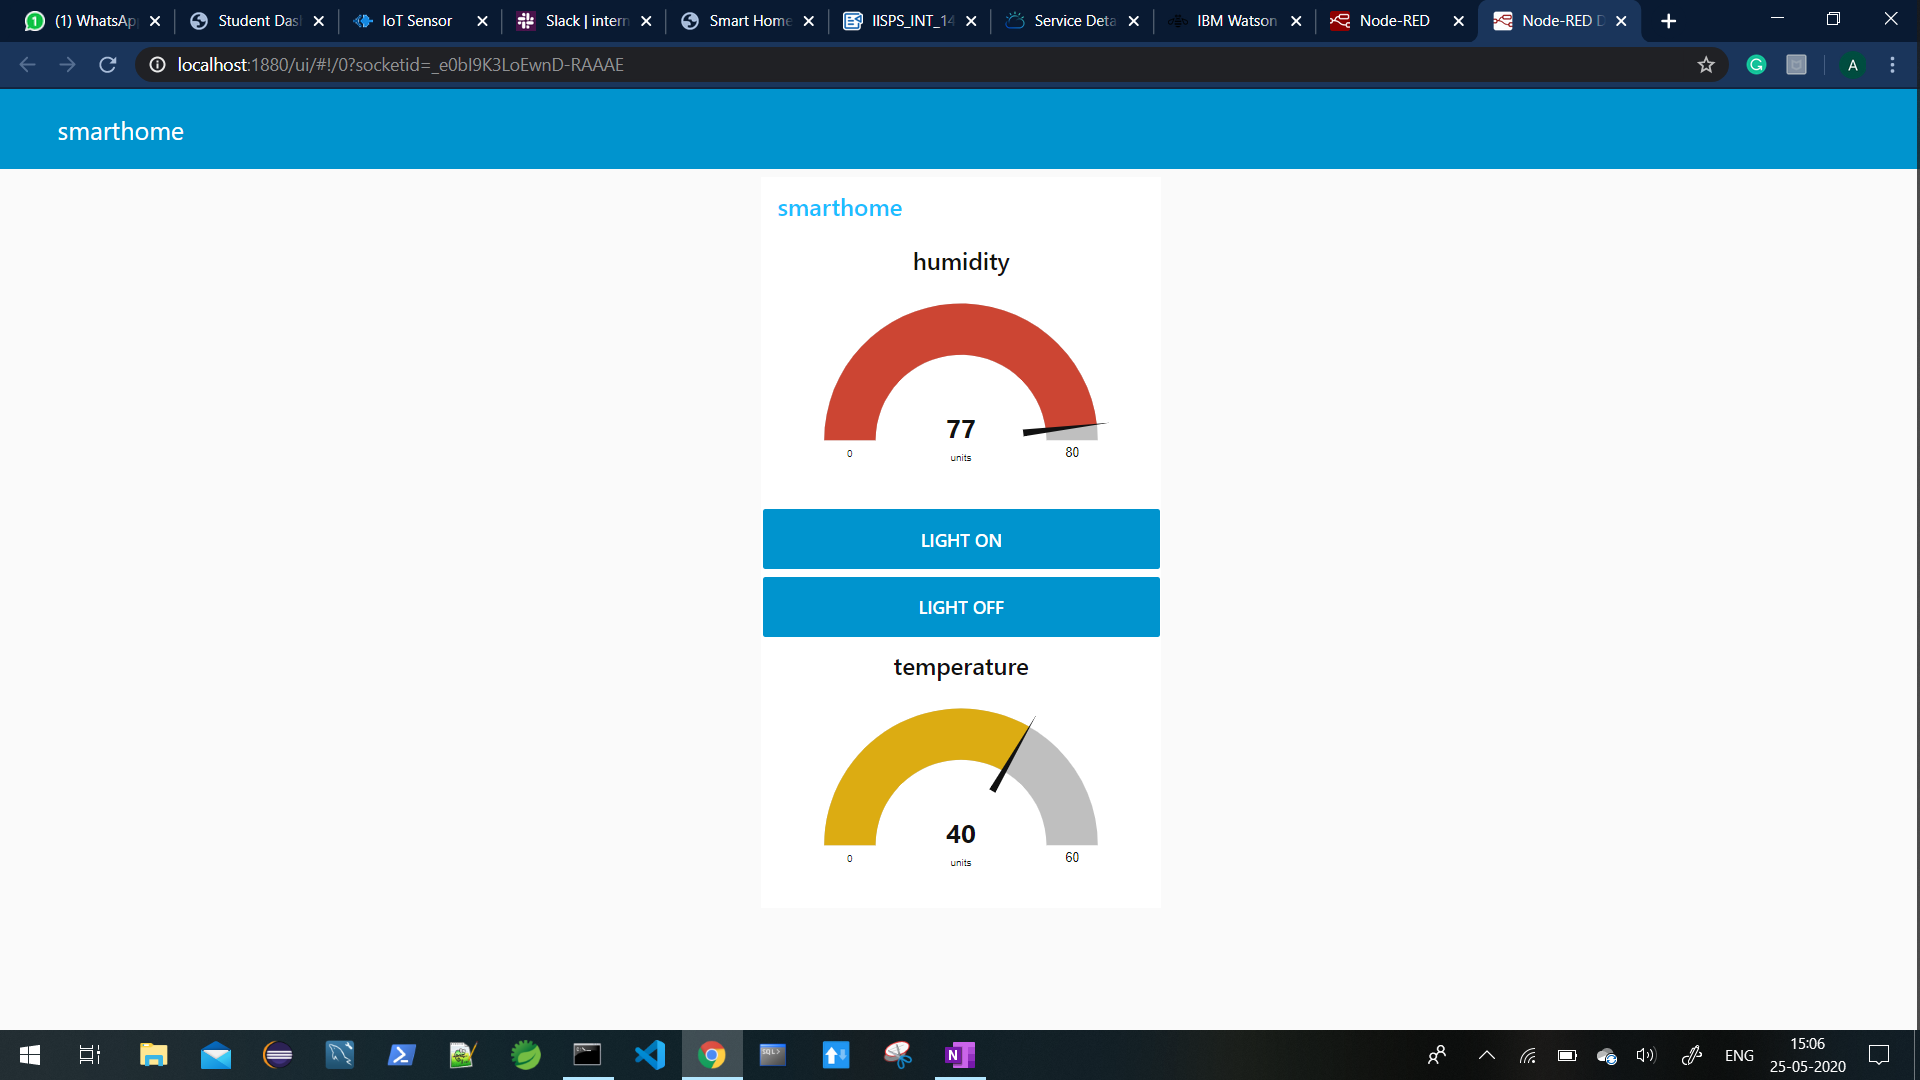 (1) WhatsAp
Student Das
IoT Sensor
Slack | intern
Smart Home
IISPS_INT_14
Service Deta
IBM Watson
Node-RED
Node-RED D
localhost:1880/ui/#!/0?socketid=_e0bI9K3LoEwnD-RAAAE
A
smarthome
smarthome
humidity
77
0
units
80
LIGHT ON
LIGHT OFF
temperature
40
0
units
60
SQL>
N
ENG
15:06
25-05-2020